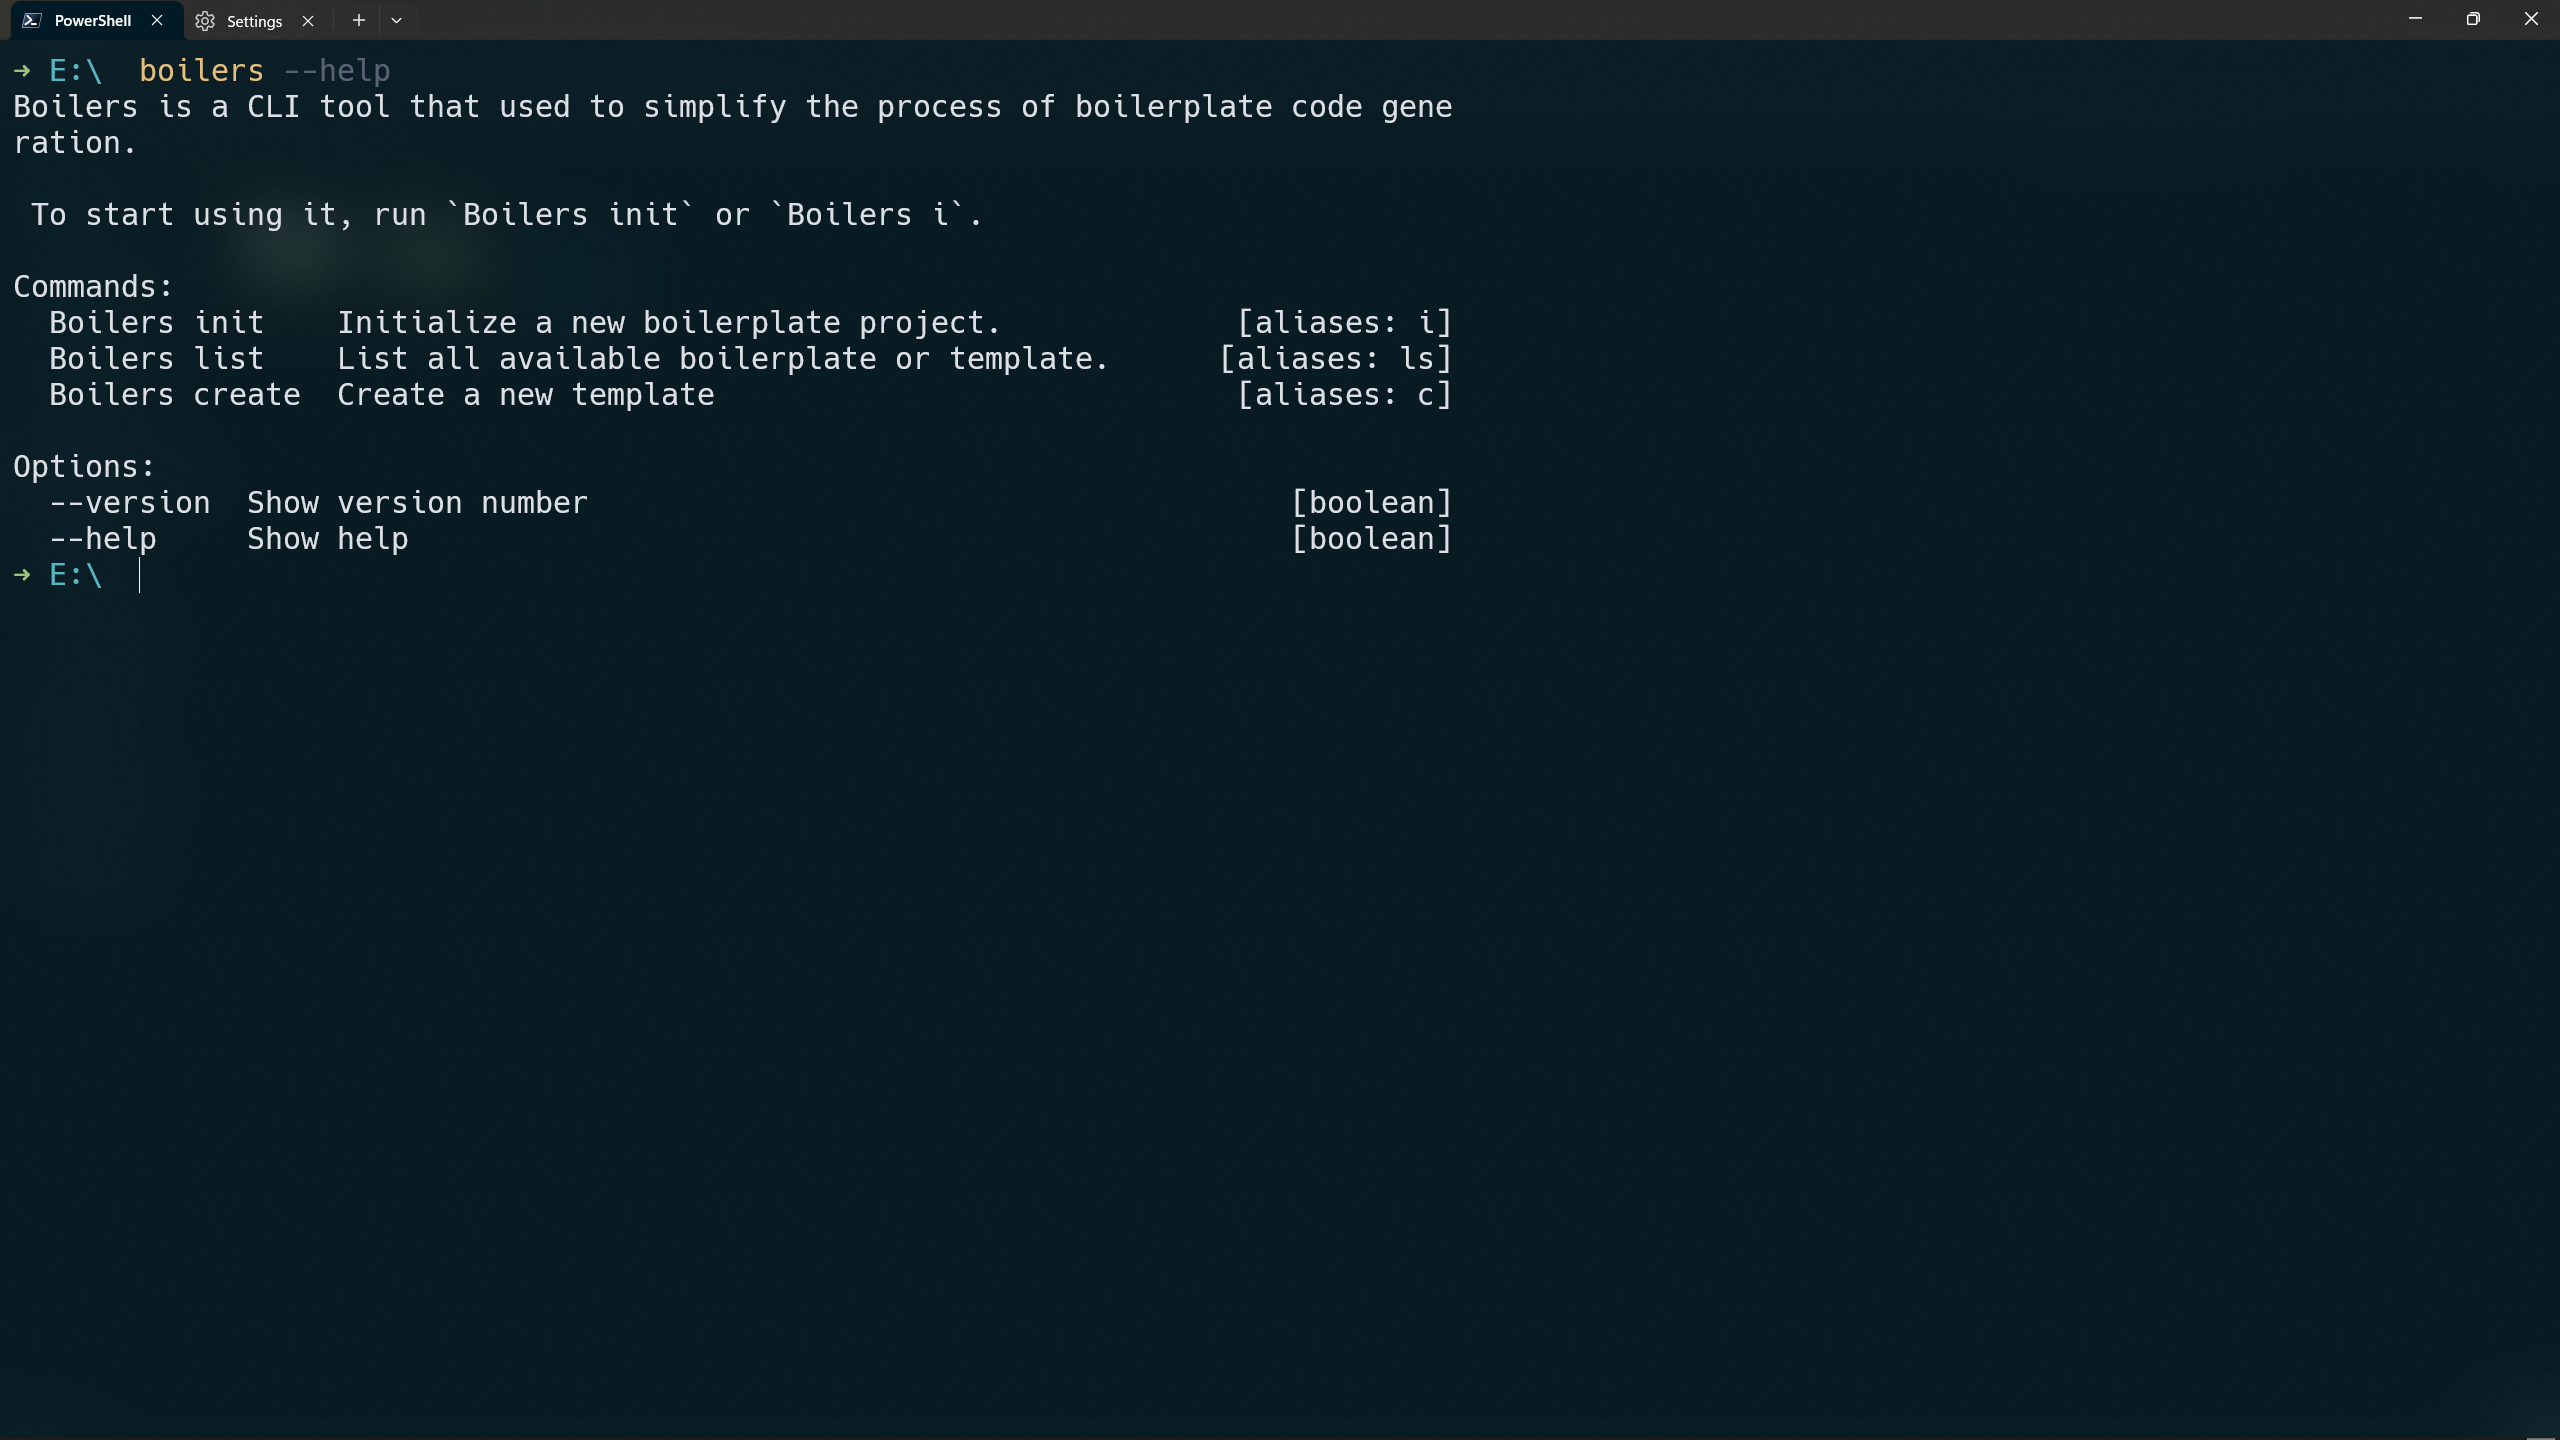 PowerShell Settings
➜ E:\  boilers --help
Boilers is a CLI tool that used to simplify the process of boilerplate code gene
ration.
 To start using it, run `Boilers init` or `Boilers i`.
Commands:
  Boilers init    Initialize a new boilerplate project.             [aliases: i]
  Boilers list    List all available boilerplate or template.      [aliases: ls]
  Boilers create  Create a new template                             [aliases: c]
Options:
  --version  Show version number                                       [boolean]
  --help     Show help                                                 [boolean]
➜ E:\